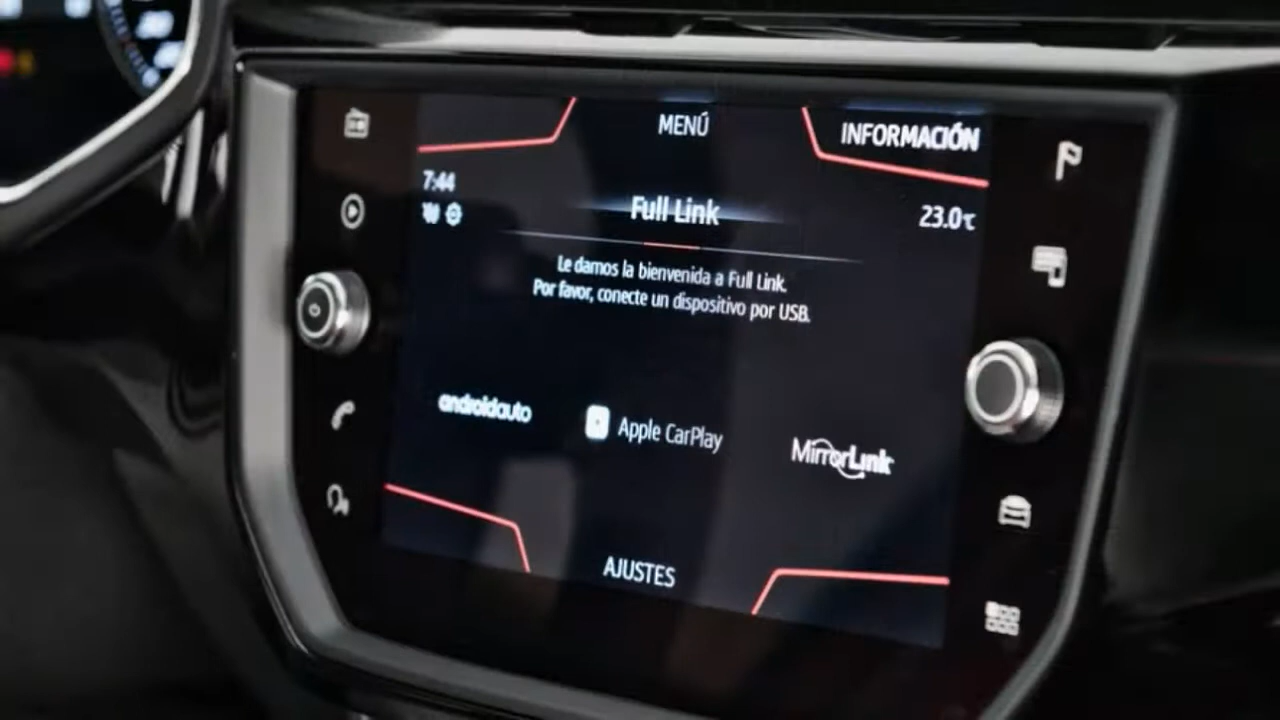 MENÚ
INFORMACIÓN
7:44
Full Link
23.0°C
Le damos la bienvenida a Full Link.
Por favor, conecte un dispositivo por USB.
androidauto
Apple CarPlay
MirrorLink
AJUSTES